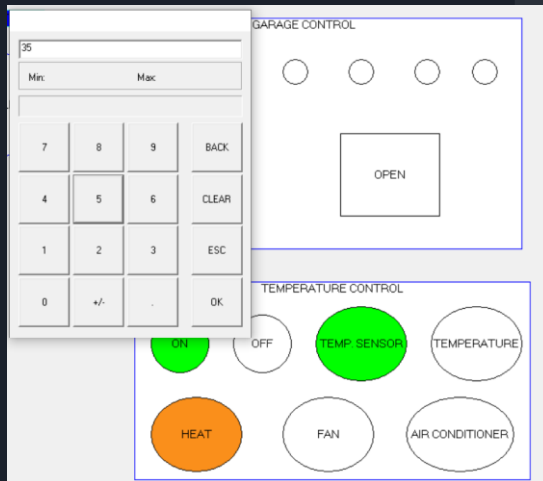 GARAGE CONTROL
35
Min: Max:
7 8 9 BACK
4 5 6 CLEAR
OPEN
1 2 3 ESC
0 +/- . OK
TEMPERATURE CONTROL
ON OFF TEMP. SENSOR TEMPERATURE
HEAT FAN AIR CONDITIONER